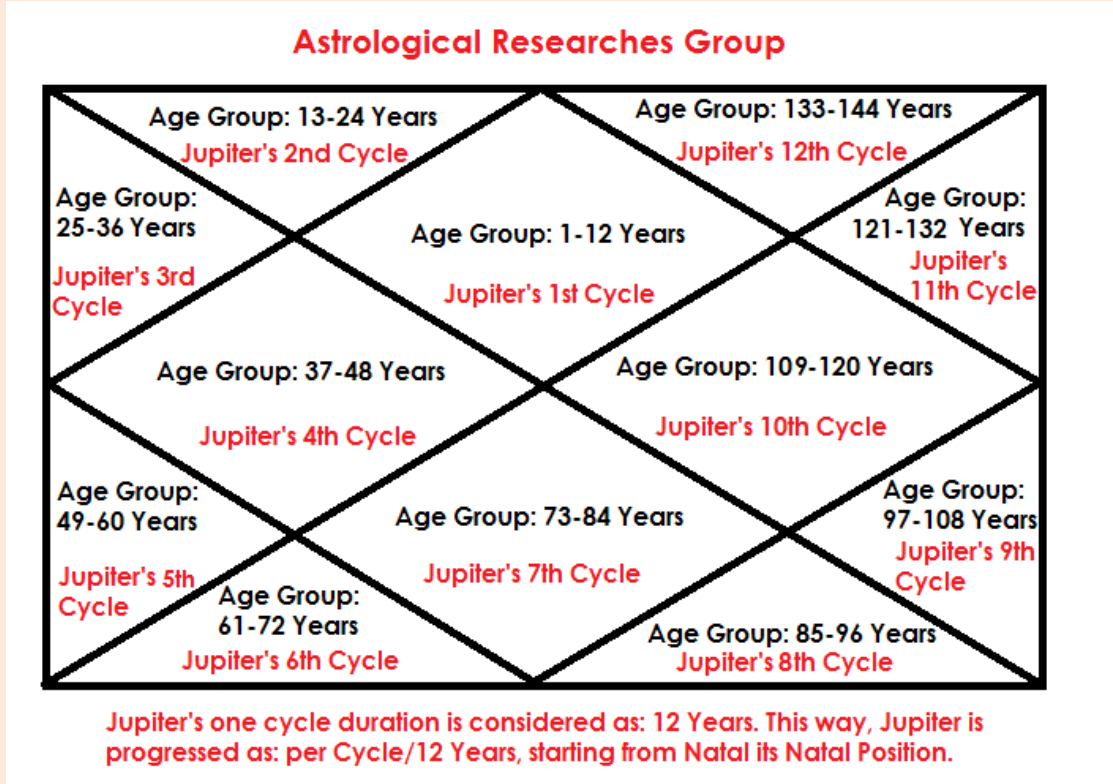 Astrological Researches Group
Age Group: 13-24 Years
Jupiter's 2nd Cycle
Age Group: 133-144 Years
Jupiter's 12th Cycle
Age Group:
25-36 Years
Jupiter's 3rd
Cycle
Age Group: 1-12 Years
Jupiter's 1st Cycle
Age Group:
121-132 Years
Jupiter's
11th Cycle
Age Group: 37-48 Years
Jupiter's 4th Cycle
Age Group: 109-120 Years
Jupiter's 10th Cycle
Age Group:
49-60 Years
Jupiter's 5th
Cycle
Age Group: 73-84 Years
Jupiter's 7th Cycle
Age Group:
97-108 Years
Jupiter's 9th
Cycle
Age Group:
61-72 Years
Jupiter's 6th Cycle
Age Group: 85-96 Years
Jupiter's 8th Cycle
Jupiter's one cycle duration is considered as: 12 Years. This way, Jupiter is
progressed as: per Cycle/12 Years, starting from Natal its Natal Position.